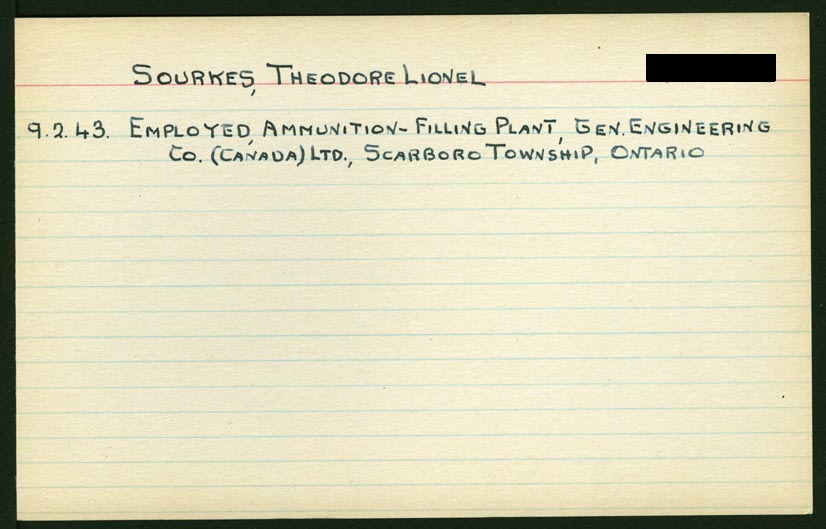 SOURKES, THEODORE LIONEL
9.2.43. EMPLOYED, AMMUNITION-FILLING PLANT, GEN. ENGINEERING
CO. (CANADA) LTD., SCARBORO TOWNSHIP, ONTARIO